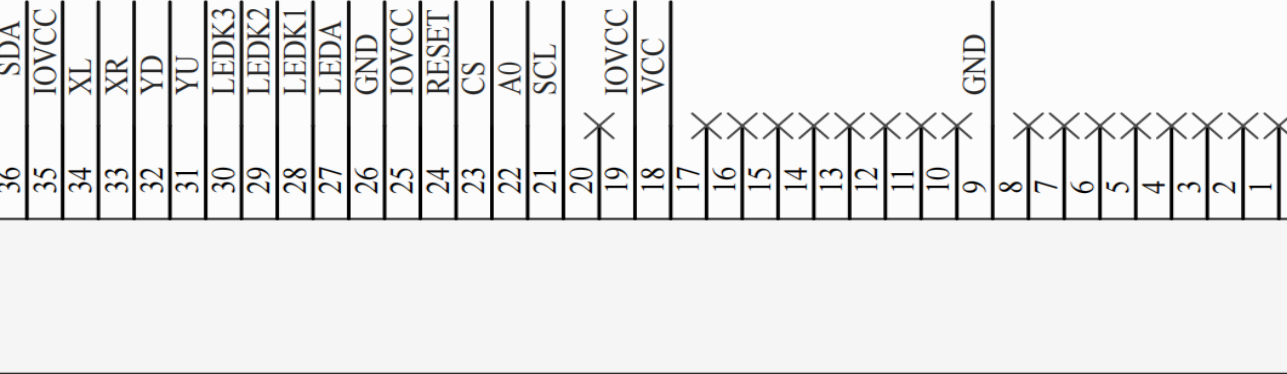 SDA
IOVCC
XL
XR
YD
YU
LEDK3
LEDK2
LEDK1
LEDA
GND
IOVCC
RESET
CS
A0
SCL
IOVCC
VCC
GND
36
35
34
33
32
31
30
29
28
27
26
25
24
23
22
21
20
19
18
17
16
15
14
13
12
11
10
9
8
7
6
5
4
3
2
1